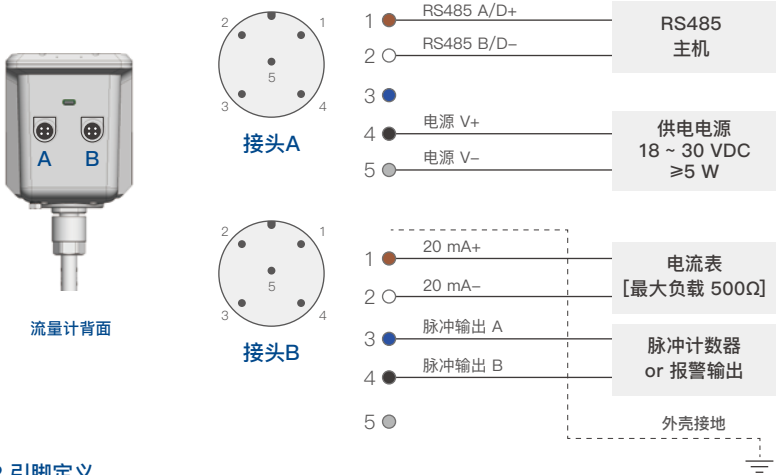 A
B
流量计背面
2
1
5
3
4
接头A
1
RS485 A/D+
2
RS485 B/D−
3
4
电源 V+
5
电源 V−
RS485
主机
供电电源
18 ~ 30 VDC
≥5 W
2
1
5
3
4
接头B
1
20 mA+
2
20 mA−
3
脉冲输出 A
4
脉冲输出 B
5
电流表
[最大负载 500Ω]
脉冲计数器
or 报警输出
外壳接地
引脚定义